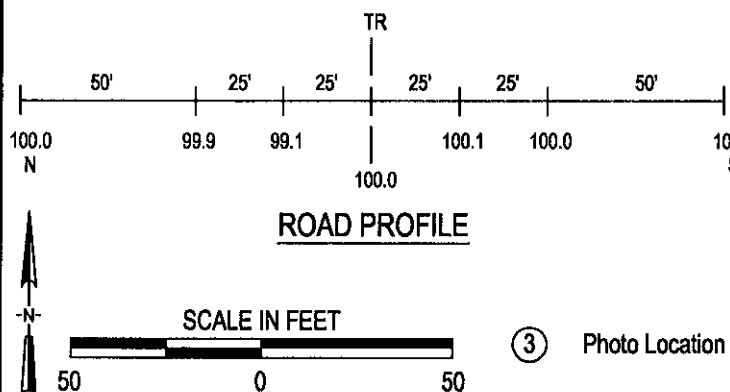 TR
50' 25' 25' 25' 25' 50'
100.0 99.9 99.1 100.1 100.0
N
100.0
ROAD PROFILE
-N-
SCALE IN FEET
50 0 50
3 Photo Location